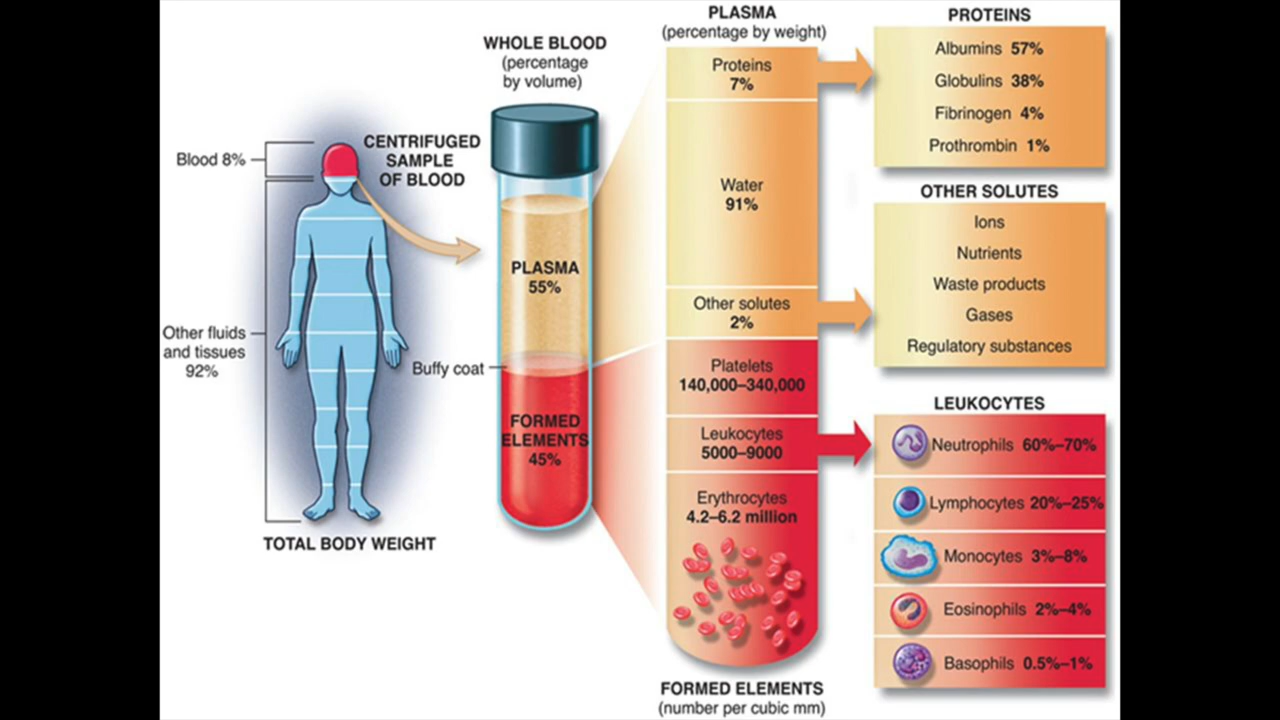 Blood 8%
Other fluids
and tissues
92%
TOTAL BODY WEIGHT
CENTRIFUGED
SAMPLE
OF BLOOD
WHOLE BLOOD
(percentage
by volume)
PLASMA
55%
Buffy coat
FORMED
ELEMENTS
45%
PLASMA
(percentage by weight)
Proteins
7%
Water
91%
Other solutes
2%
Platelets
140,000–340,000
Leukocytes
5000–9000
Erythrocytes
4.2–6.2 million
FORMED ELEMENTS
(number per cubic mm)
PROTEINS
Albumins 57%
Globulins 38%
Fibrinogen 4%
Prothrombin 1%
OTHER SOLUTES
Ions
Nutrients
Waste products
Gases
Regulatory substances
LEUKOCYTES
Neutrophils 60%–70%
Lymphocytes 20%–25%
Monocytes 3%–8%
Eosinophils 2%–4%
Basophils 0.5%–1%